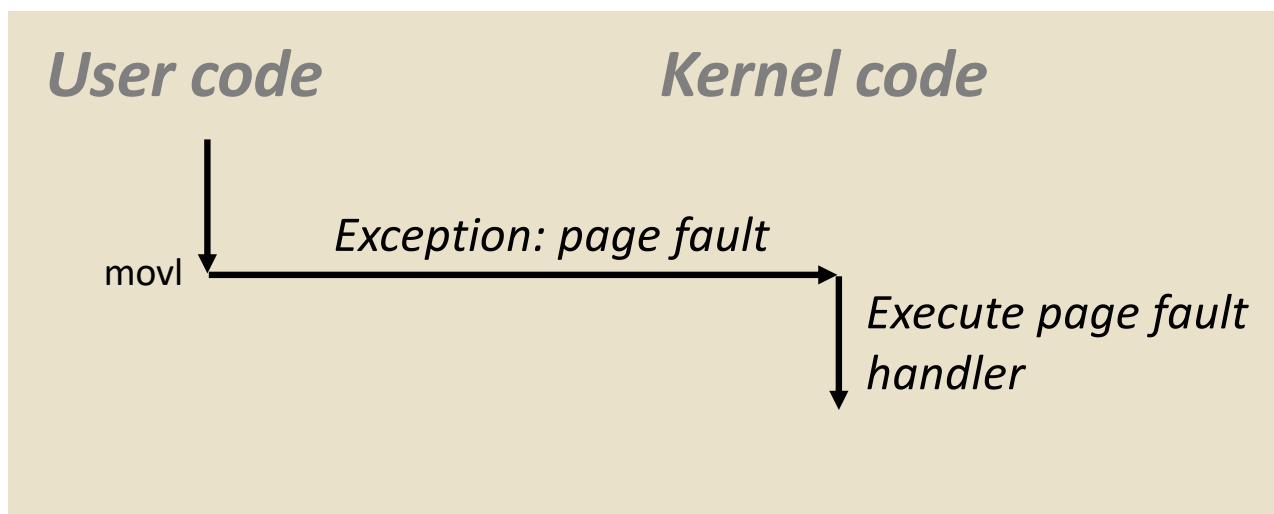 User code
Kernel code
Exception: page fault
movl
Execute page fault
handler